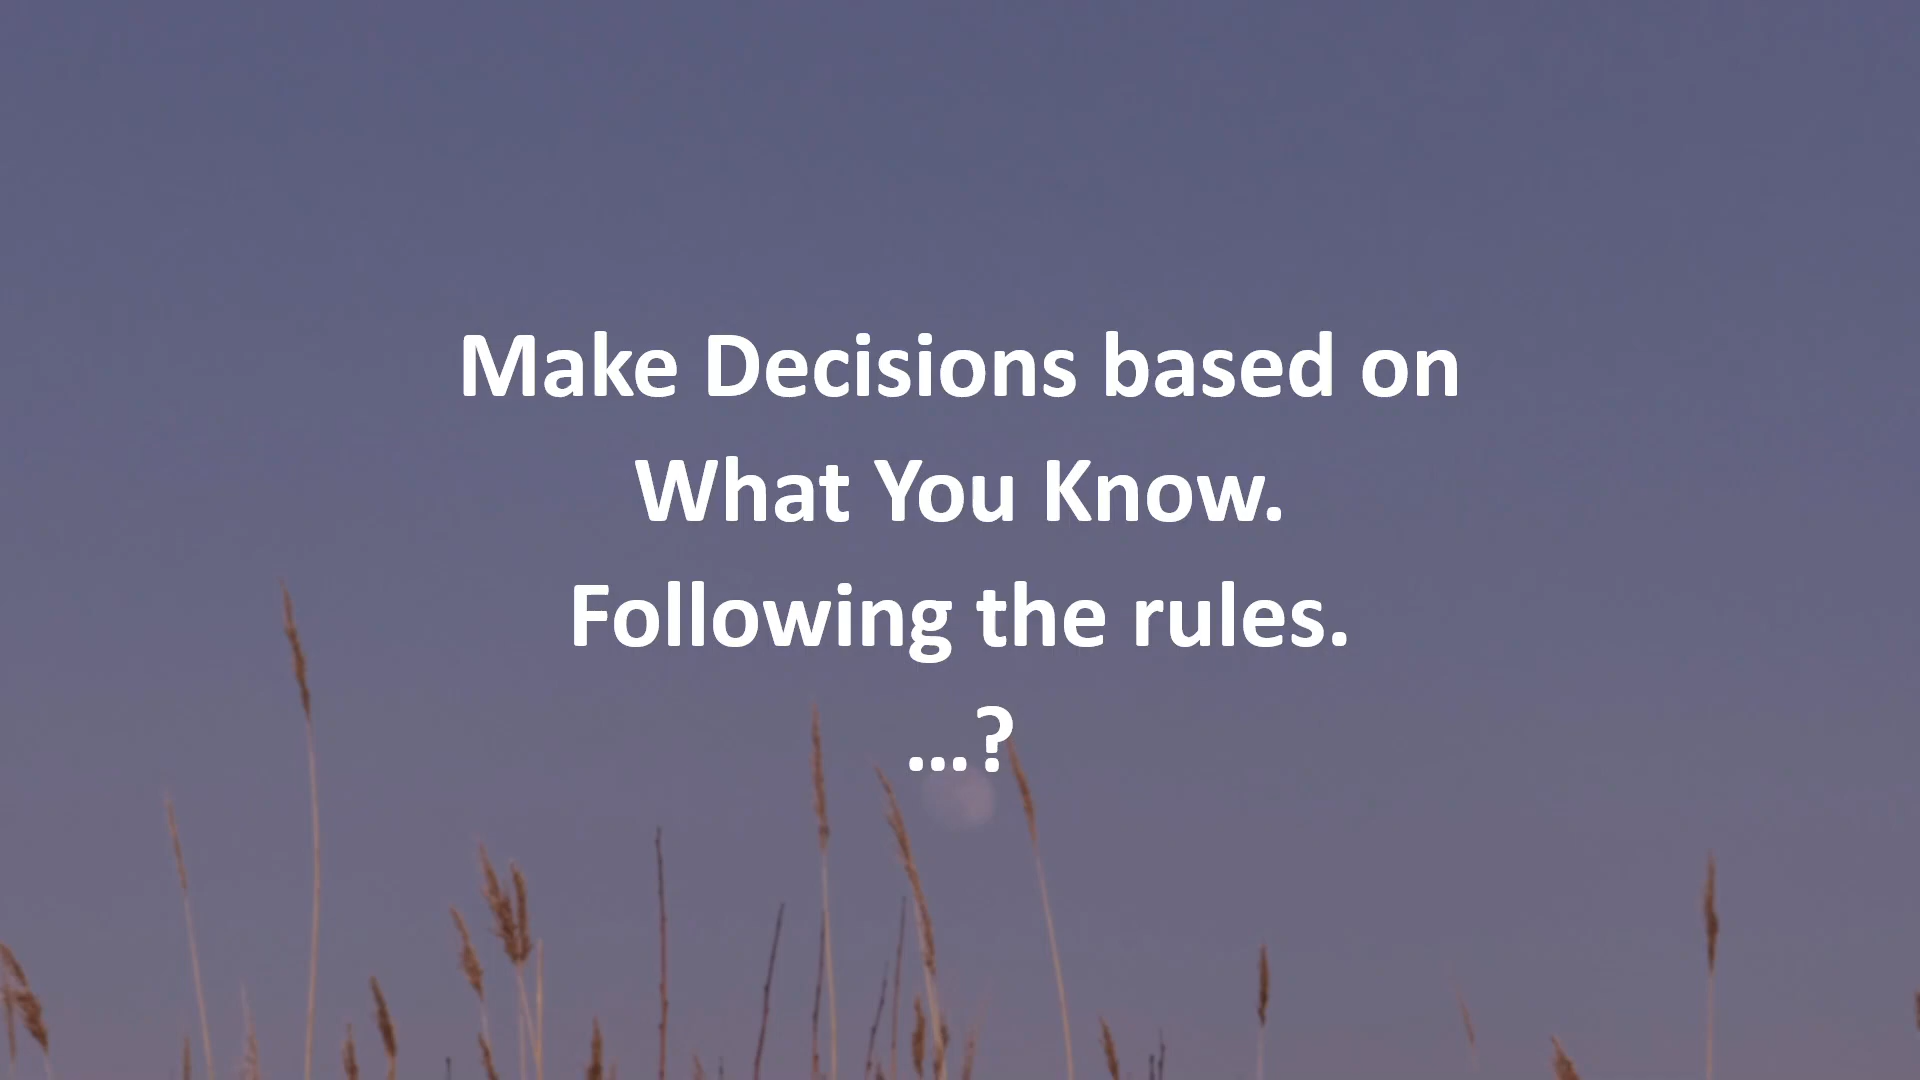 Make Decisions based on
What You Know.
Following the rules.
...?